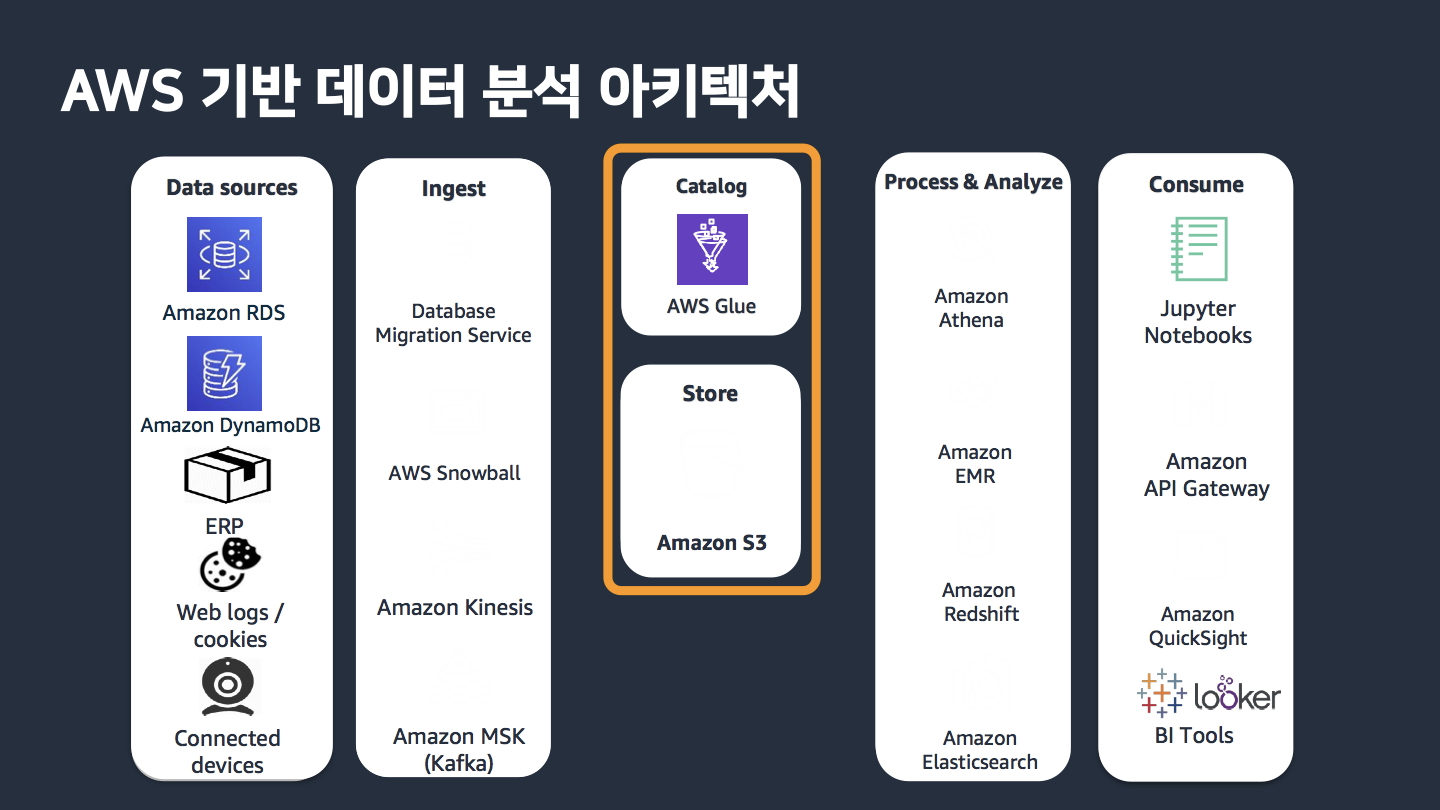 AWS 기반 데이터 분석 아키텍처
Data sources
Amazon RDS
Amazon DynamoDB
ERP
Web logs /
cookies
Connected
devices
Ingest
Database
Migration Service
AWS Snowball
Amazon Kinesis
Amazon MSK
(Kafka)
Catalog
AWS Glue
Store
Amazon S3
Process & Analyze
Amazon
Athena
Amazon
EMR
Amazon
Redshift
Amazon
Elasticsearch
Consume
Jupyter
Notebooks
Amazon
API Gateway
Amazon
QuickSight
looker
BI Tools